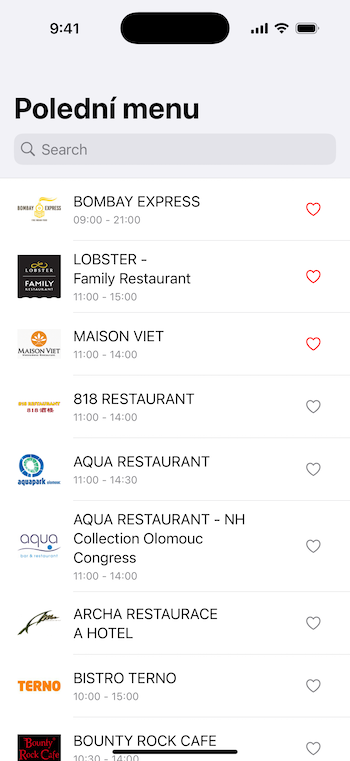 9:41
Polední menu
Search
BOMBAY EXPRESS
BOMBAY EXPRESS
09:00 - 21:00
LOBSTER
FAMILY
RESTAURANT
LOBSTER -
Family Restaurant
11:00 - 15:00
MAISON VIET
MAISON VIET
11:00 - 14:00
818 RESTAURANT
11:00 - 14:00
aquapark olomouc
AQUA RESTAURANT
11:00 - 14:30
aqua
bar & restaurant
AQUA RESTAURANT - NH
Collection Olomouc
Congress
11:00 - 14:00
ARCHA RESTAURACE
A HOTEL
TERNO
BISTRO TERNO
10:00 - 15:00
Bounty
Rock Cafe
BOUNTY ROCK CAFE
10:30 - 14:00